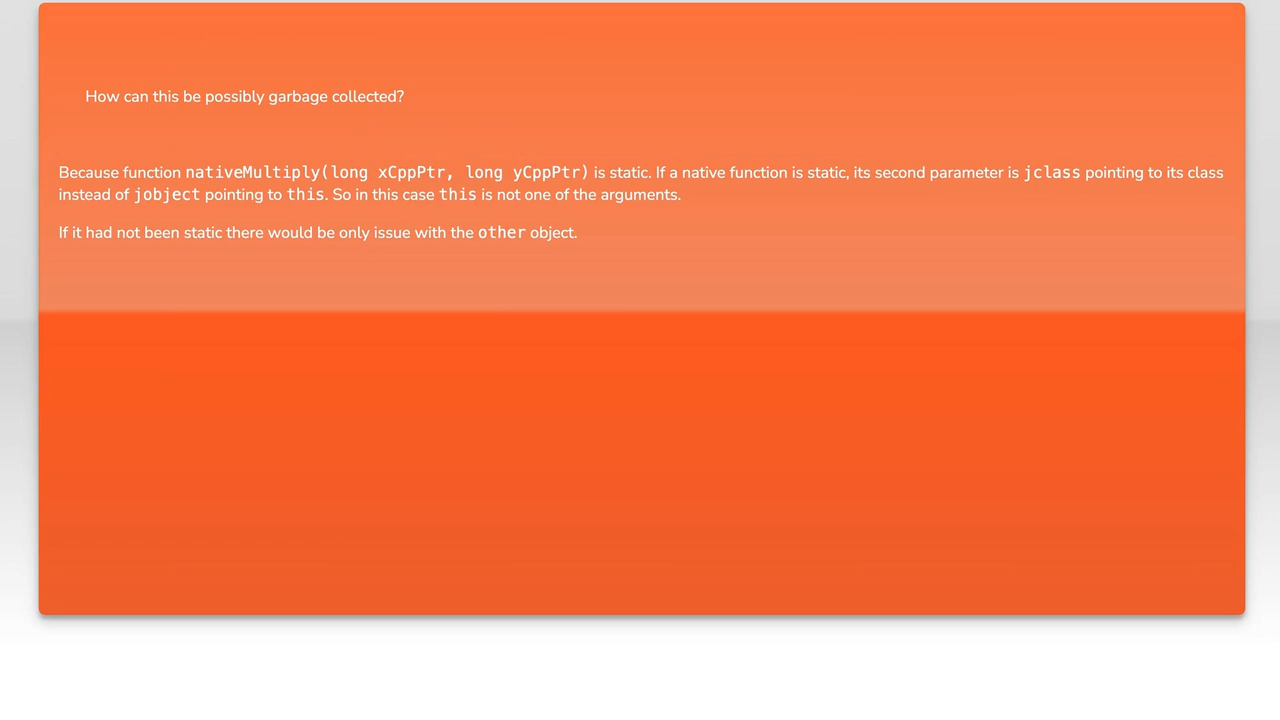 How can this be possibly garbage collected?
Because function nativeMultiply(long xCppPtr, long yCppPtr) is static. If a native function is static, its second parameter is jclass pointing to its class
instead of jobject pointing to this. So in this case this is not one of the arguments.
If it had not been static there would be only issue with the other object.